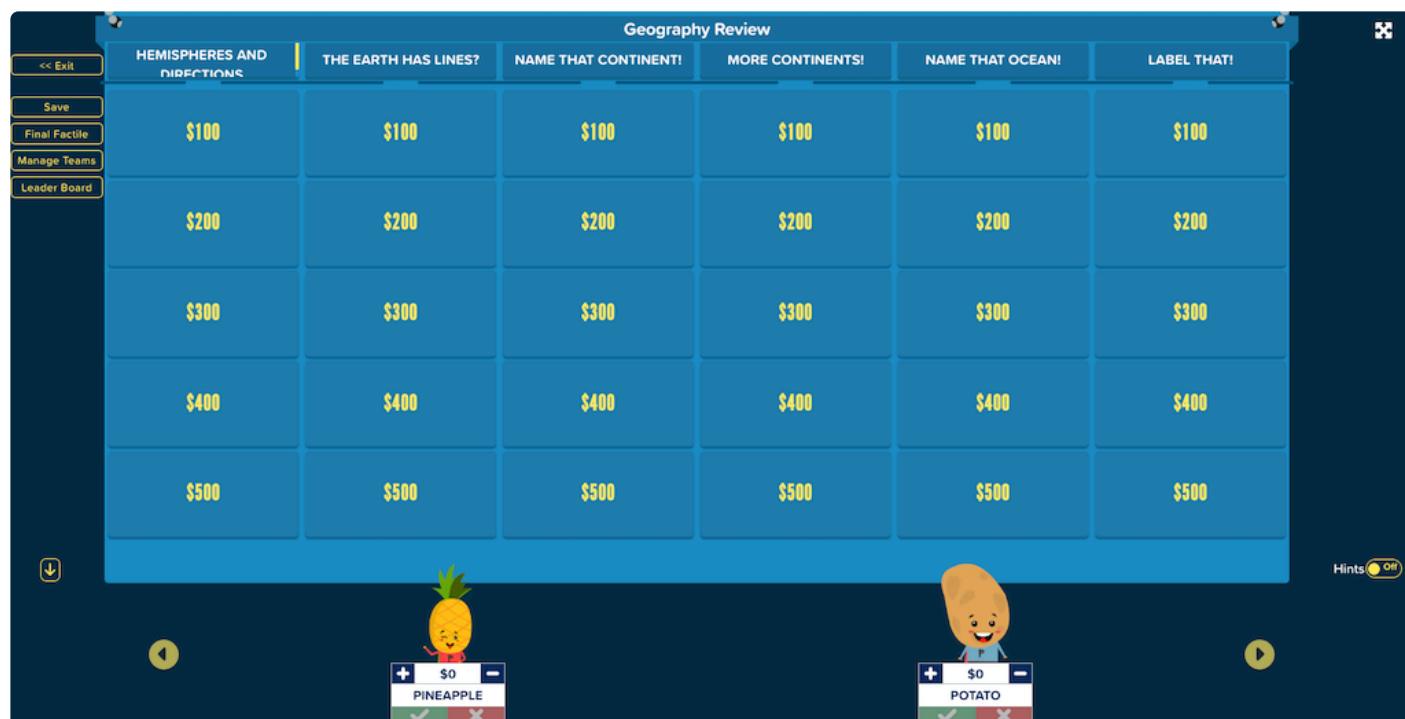 Geography Review
<< Exit
Save
Final Factile
Manage Teams
Leader Board
HEMISPHERES AND
DIRECTIONS
THE EARTH HAS LINES?
NAME THAT CONTINENT!
MORE CONTINENTS!
NAME THAT OCEAN!
LABEL THAT!
$100 $100 $100 $100 $100 $100
$200 $200 $200 $200 $200 $200
$300 $300 $300 $300 $300 $300
$400 $400 $400 $400 $400 $400
$500 $500 $500 $500 $500 $500
Hints Off
P
+ $0 −
PINEAPPLE
+ $0 −
POTATO